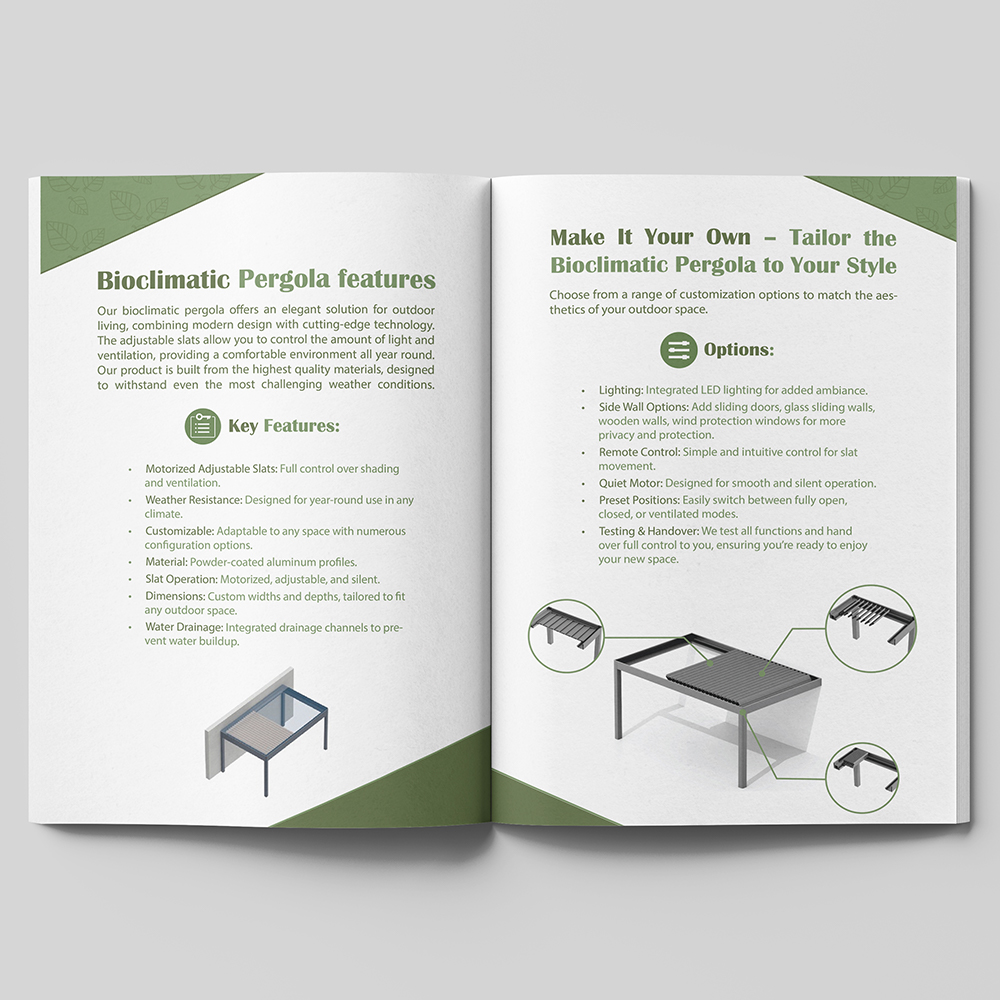 Bioclimatic Pergola features
Our bioclimatic pergola offers an elegant solution for outdoor
living, combining modern design with cutting-edge technology.
The adjustable slats allow you to control the amount of light and
ventilation, providing a comfortable environment all year round.
Our product is built from the highest quality materials, designed
to withstand even the most challenging weather conditions.
Key Features:
• Motorized Adjustable Slats: Full control over shading
and ventilation.
• Weather Resistance: Designed for year-round use in any
climate.
• Customizable: Adaptable to any space with numerous
configuration options.
• Material: Powder-coated aluminum profiles.
• Slat Operation: Motorized, adjustable, and silent.
• Dimensions: Custom widths and depths, tailored to fit
any outdoor space.
• Water Drainage: Integrated drainage channels to pre-
vent water buildup.
Make It Your Own – Tailor the
Bioclimatic Pergola to Your Style
Choose from a range of customization options to match the aes-
thetics of your outdoor space.
Options:
• Lighting: Integrated LED lighting for added ambiance.
• Side Wall Options: Add sliding doors, glass sliding walls,
wooden walls, wind protection windows for more
privacy and protection.
• Remote Control: Simple and intuitive control for slat
movement.
• Quiet Motor: Designed for smooth and silent operation.
• Preset Positions: Easily switch between fully open,
closed, or ventilated modes.
• Testing & Handover: We test all functions and hand
over full control to you, ensuring you're ready to enjoy
your new space.